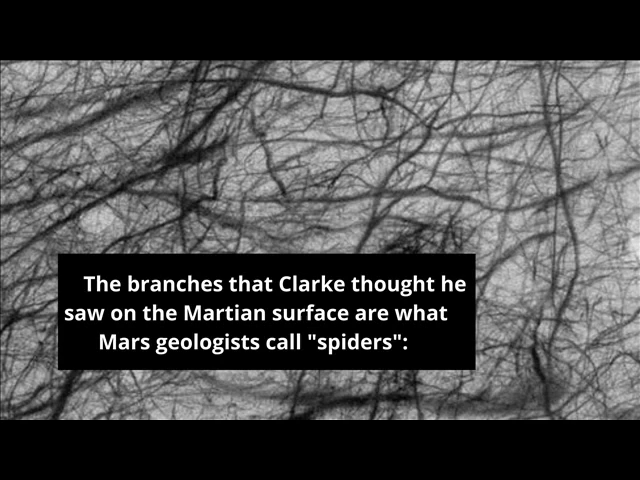 The branches that Clarke thought he
saw on the Martian surface are what
Mars geologists call "spiders":